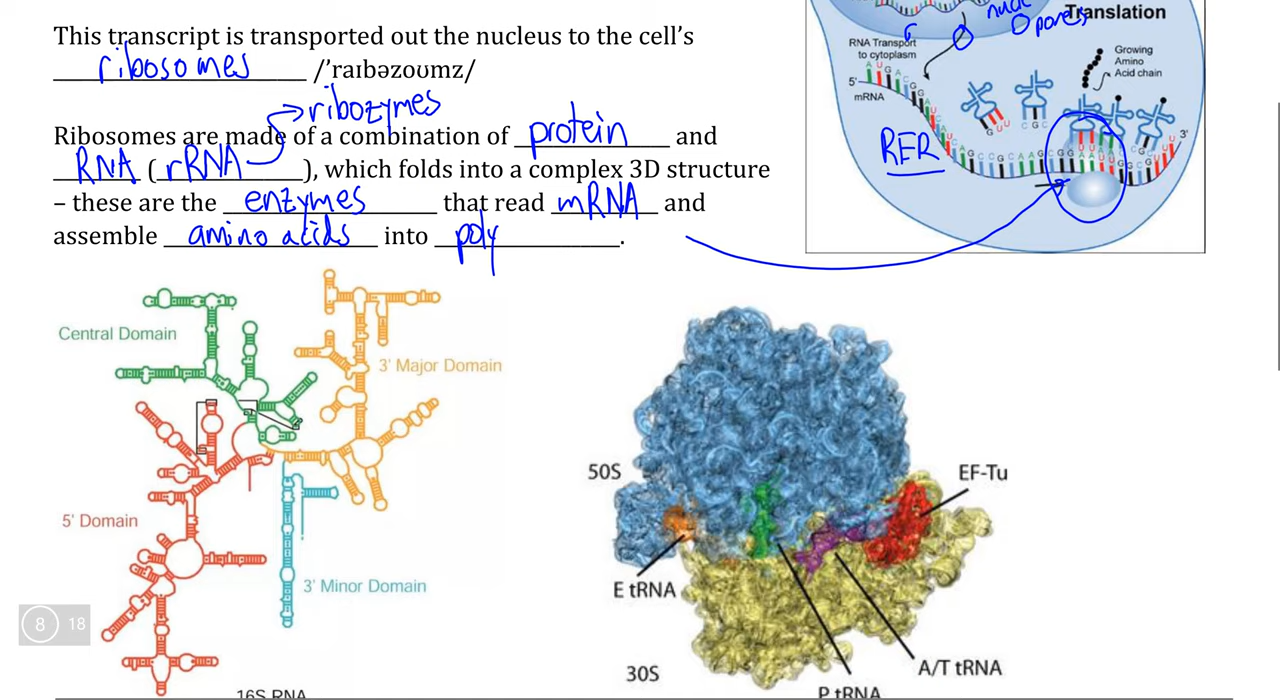 This transcript is transported out the nucleus to the cell's
ribosomes /'raɪbəzoʊmz/
ribozymes
Ribosomes are made of a combination of protein and
RNA (rRNA), which folds into a complex 3D structure
– these are the enzymes that read mRNA and
assemble amino acids into poly.
nucl
pores
Translation
RNA Transport
to cytoplasm
Growing
Amino
Acid chain
5'
mRNA
3'
RER
Central Domain
3' Major Domain
5' Domain
3' Minor Domain
16S RNA
50S
EF-Tu
E tRNA
30S
A/T tRNA
P tRNA
8 18